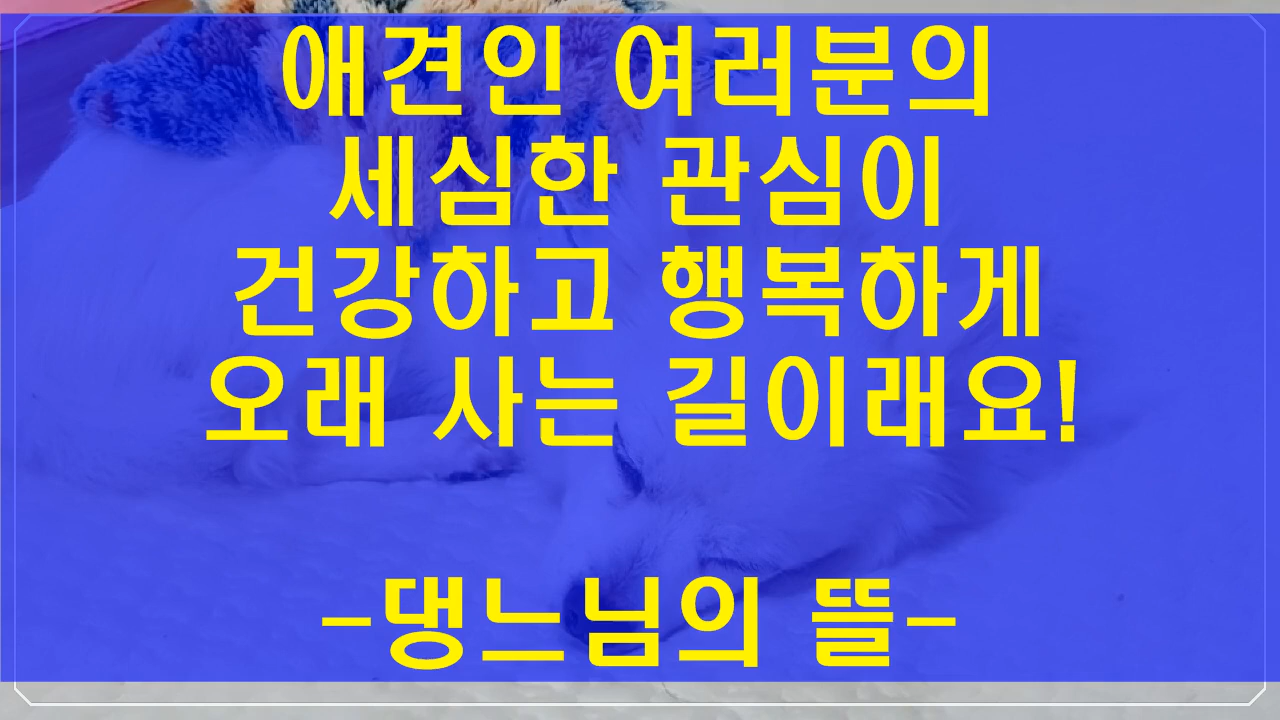 애견인 여러분의
세심한 관심이
건강하고 행복하게
오래 사는 길이래요!
-댕느님의 뜰-